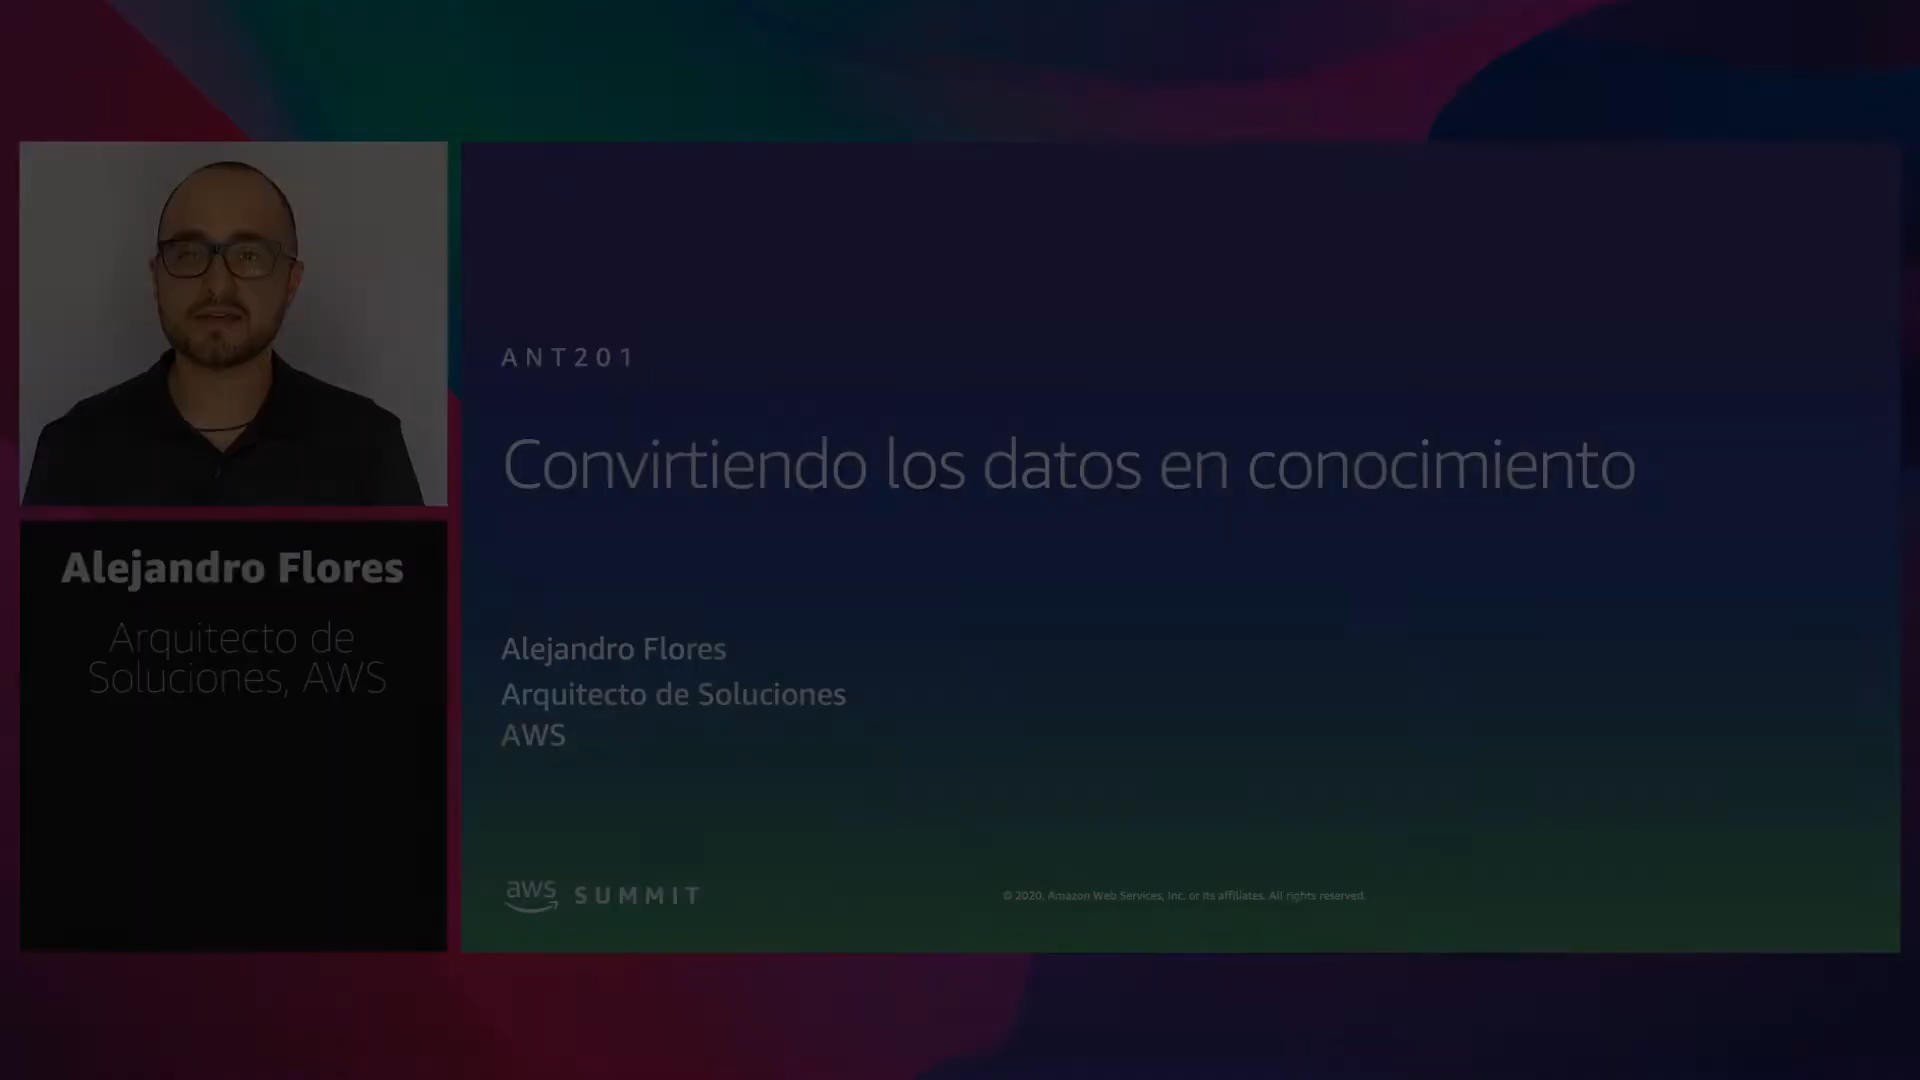 Alejandro Flores
Arquitecto de
Soluciones, AWS
ANT201
Convirtiendo los datos en conocimiento
Alejandro Flores
Arquitecto de Soluciones
AWS
aws SUMMIT
© 2020, Amazon Web Services, Inc. or its affiliates. All rights reserved.